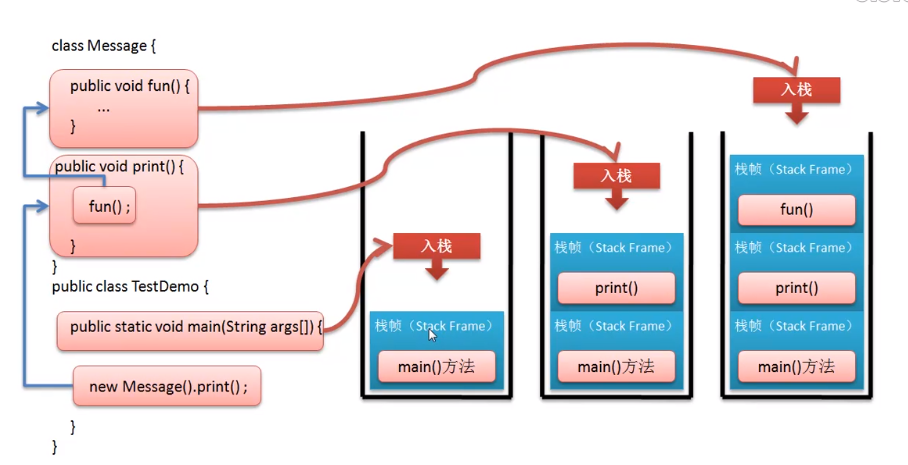 class Message {
public void fun() {
...
}
public void print() {
fun() ;
}
}
public class TestDemo {
public static void main(String args[]) {
new Message().print() ;
}
}
入栈
栈帧（Stack Frame）
main()方法
入栈
栈帧（Stack Frame）
print()
栈帧（Stack Frame）
main()方法
入栈
栈帧（Stack Frame）
fun()
栈帧（Stack Frame）
print()
栈帧（Stack Frame）
main()方法